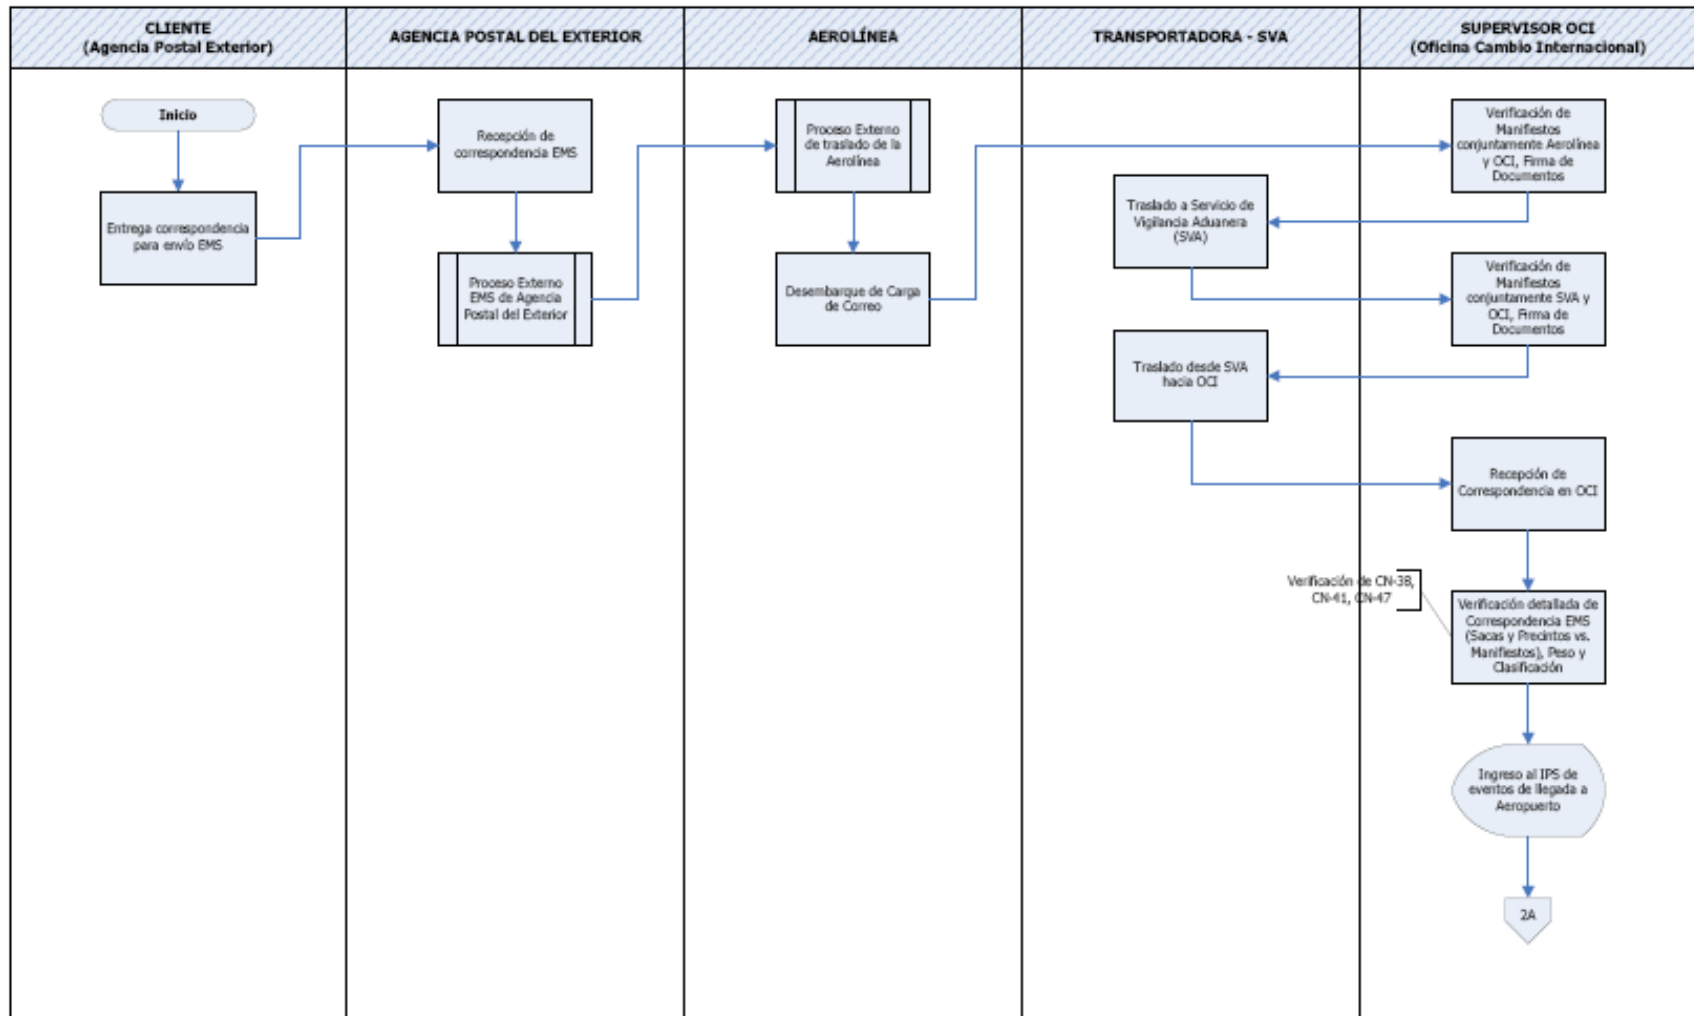 CLIENTE
(Agencia Postal Exterior)
AGENCIA POSTAL DEL EXTERIOR
AEROLÍNEA
TRANSPORTADORA - SVA
SUPERVISOR OCI
(Oficina Cambio Internacional)
Inicio
Entrega correspondencia
para envío EMS
Recepción de
correspondencia EMS
Proceso Externo
EMS de Agencia
Postal del Exterior
Proceso Externo
de traslado de la
Aerolínea
Desembarque de Carga
de Correo
Verificación de
Manifiestos
conjuntamente Aerolínea
y OCI, Firma de
Documentos
Traslado a Servicio de
Vigilancia Aduanera
(SVA)
Verificación de
Manifiestos
conjuntamente SVA y
OCI, Firma de
Documentos
Traslado desde SVA
hacia OCI
Recepción de
Correspondencia en OCI
Verificación de CN-38,
CN-41, CN-47
Verificación detallada de
Correspondencia EMS
(Sacas y Precintos vs.
Manifiestos), Peso y
Clasificación
Ingreso al IPS de
eventos de llegada a
Aeropuerto
2A